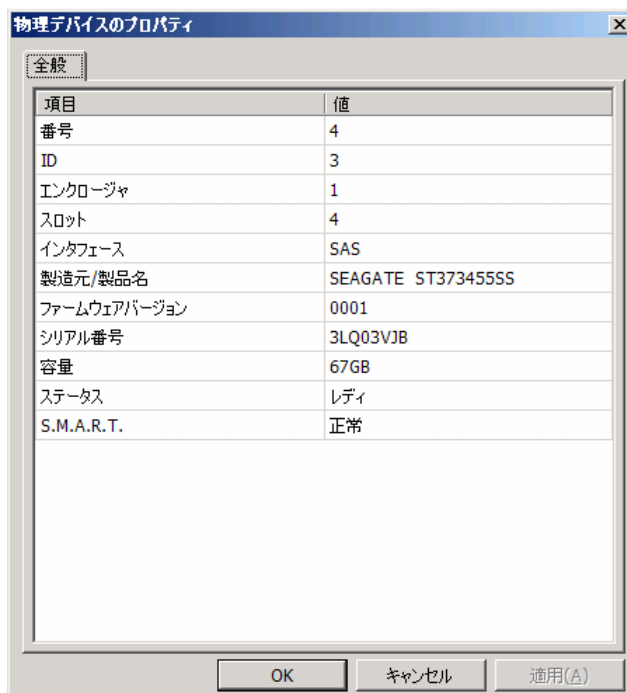 物理デバイスのプロパティ
全般
項目 値
番号 4
ID 3
エンクロージャ 1
スロット 4
インタフェース SAS
製造元/製品名 SEAGATE ST373455SS
ファームウェアバージョン 0001
シリアル番号 3LQ03VJB
容量 67GB
ステータス レディ
S.M.A.R.T. 正常
OK キャンセル 適用(A)